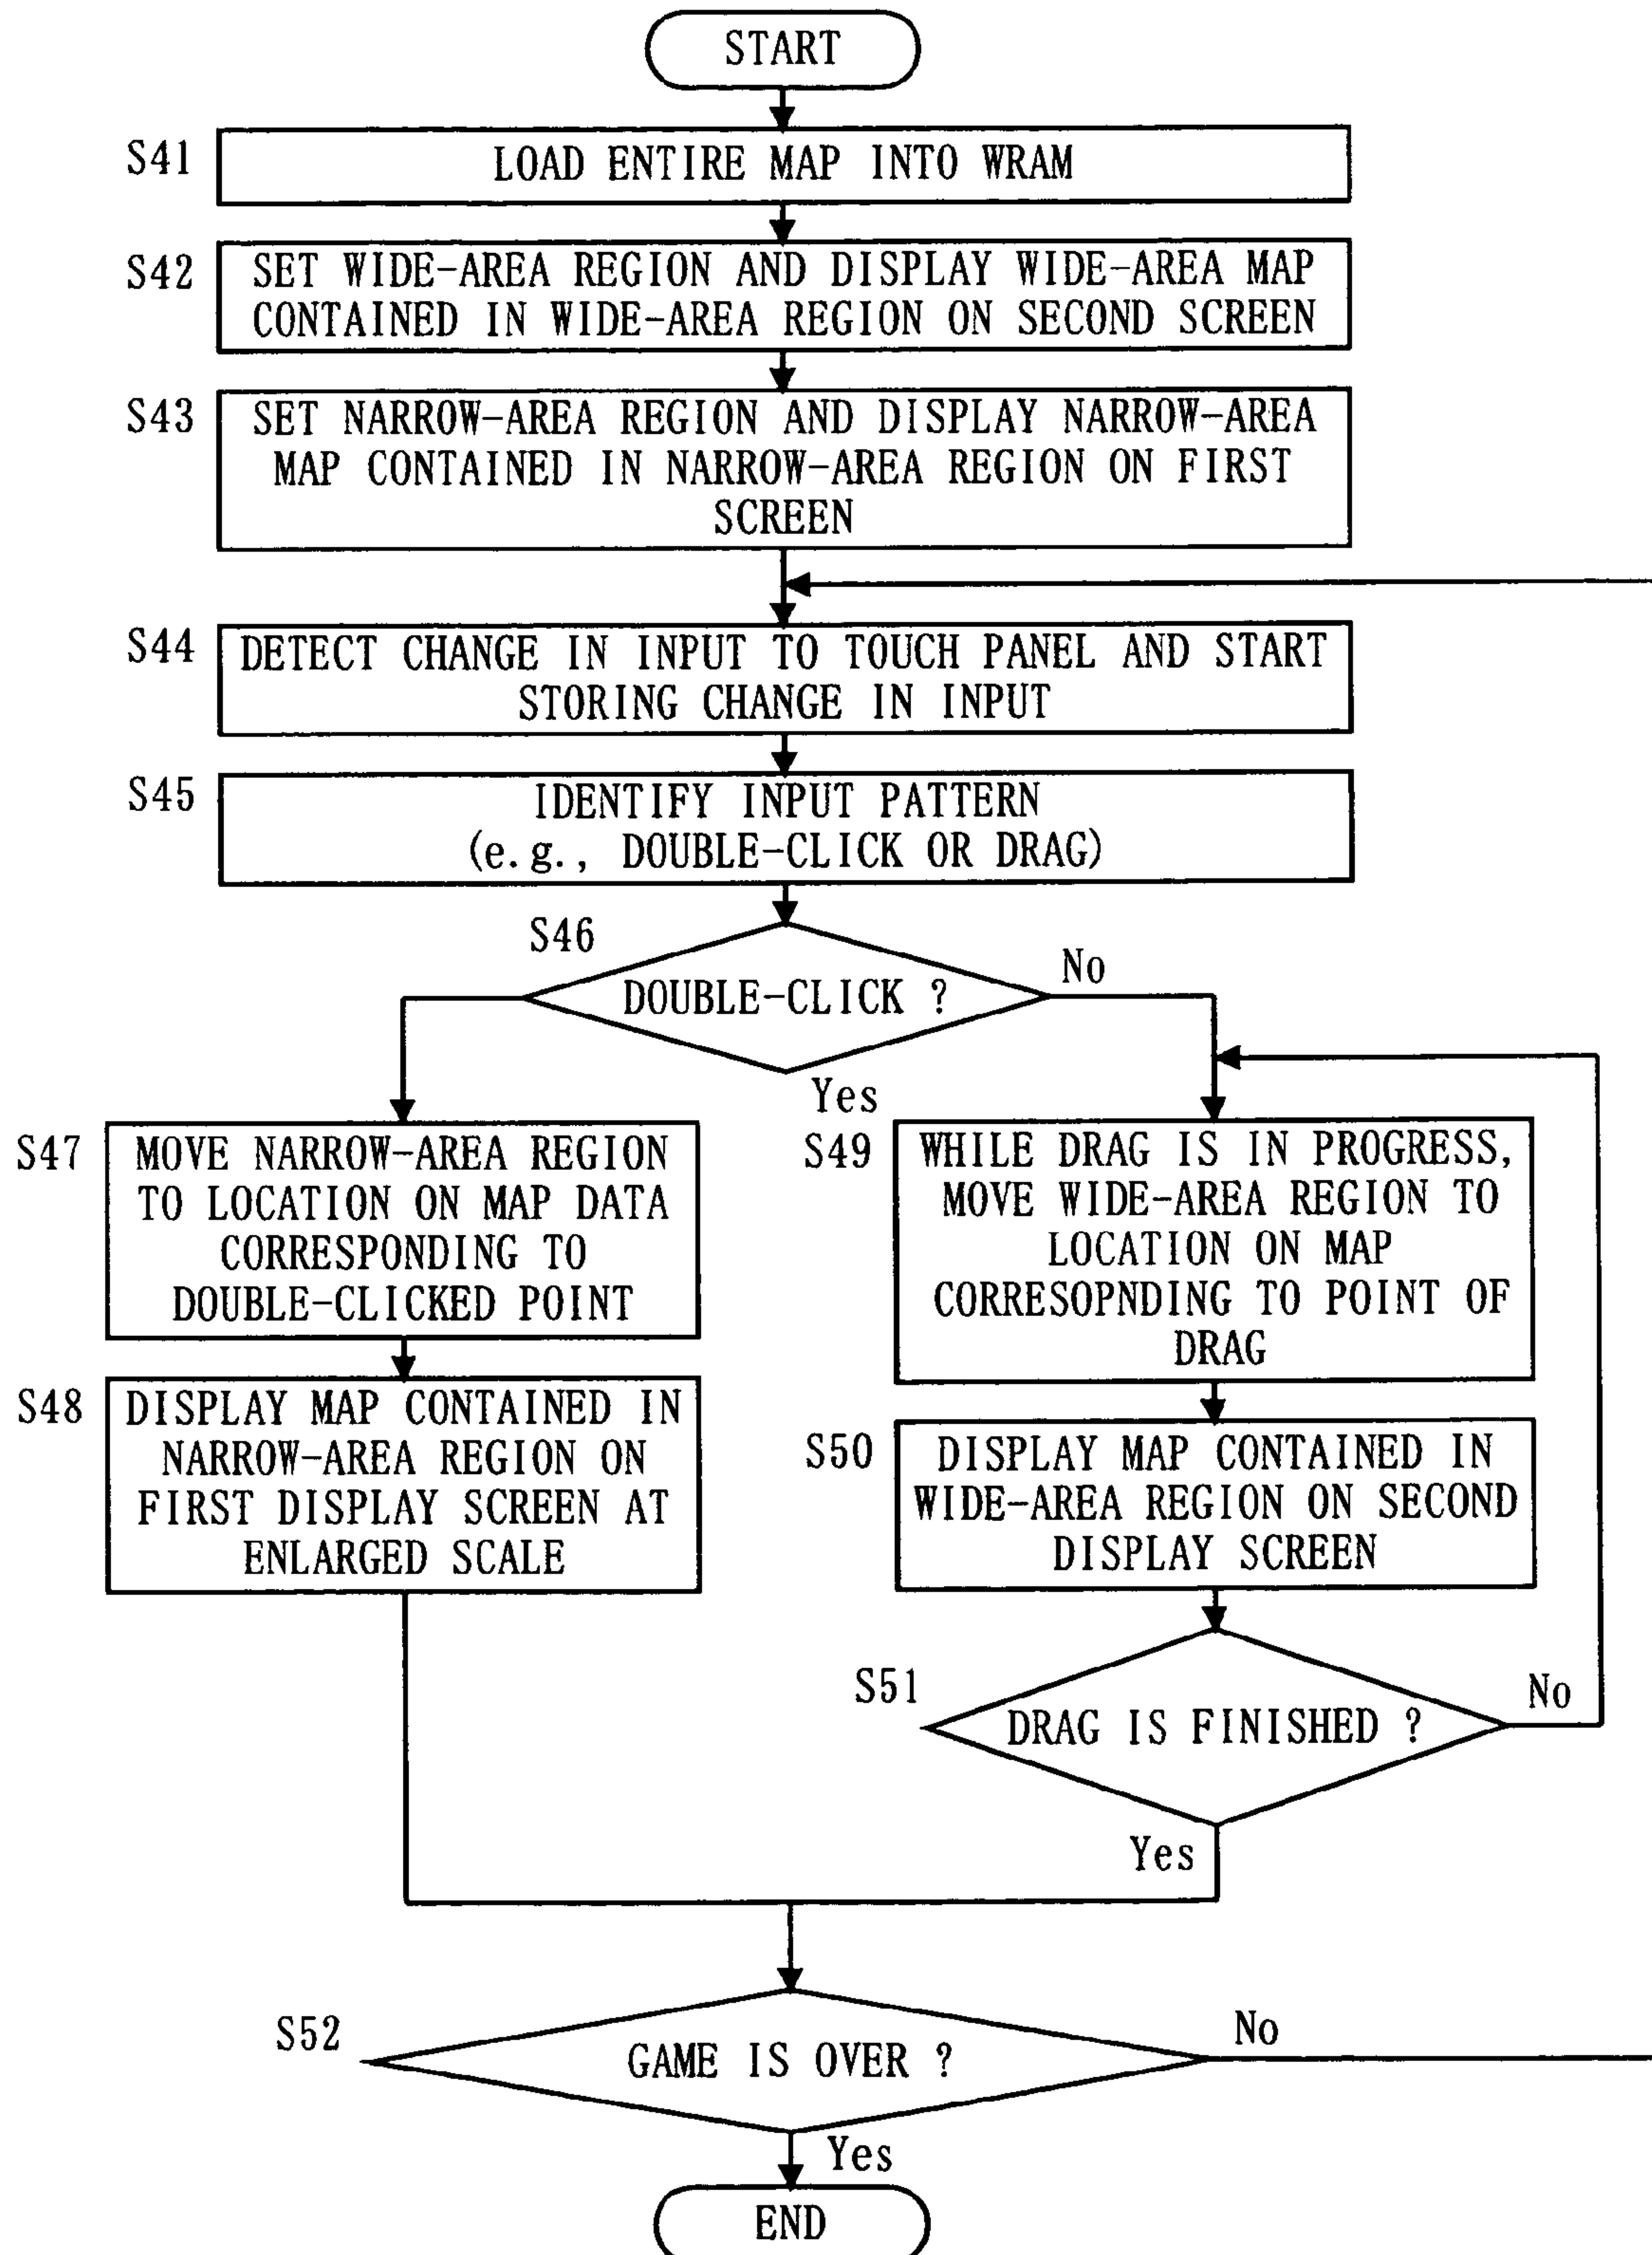 START
S41
LOAD ENTIRE MAP INTO WRAM
S42
SET WIDE-AREA REGION AND DISPLAY WIDE-AREA MAP
CONTAINED IN WIDE-AREA REGION ON SECOND SCREEN
S43
SET NARROW-AREA REGION AND DISPLAY NARROW-AREA
MAP CONTAINED IN NARROW-AREA REGION ON FIRST
SCREEN
S44
DETECT CHANGE IN INPUT TO TOUCH PANEL AND START
STORING CHANGE IN INPUT
S45
IDENTIFY INPUT PATTERN
(e.g., DOUBLE-CLICK OR DRAG)
S46
DOUBLE-CLICK ?
No
Yes
S47
MOVE NARROW-AREA REGION
TO LOCATION ON MAP DATA
CORRESPONDING TO
DOUBLE-CLICKED POINT
S48
DISPLAY MAP CONTAINED IN
NARROW-AREA REGION ON
FIRST DISPLAY SCREEN AT
ENLARGED SCALE
S49
WHILE DRAG IS IN PROGRESS,
MOVE WIDE-AREA REGION TO
LOCATION ON MAP
CORRESOPNDING TO POINT OF
DRAG
S50
DISPLAY MAP CONTAINED IN
WIDE-AREA REGION ON SECOND
DISPLAY SCREEN
S51
DRAG IS FINISHED ?
No
Yes
S52
GAME IS OVER ?
No
Yes
END